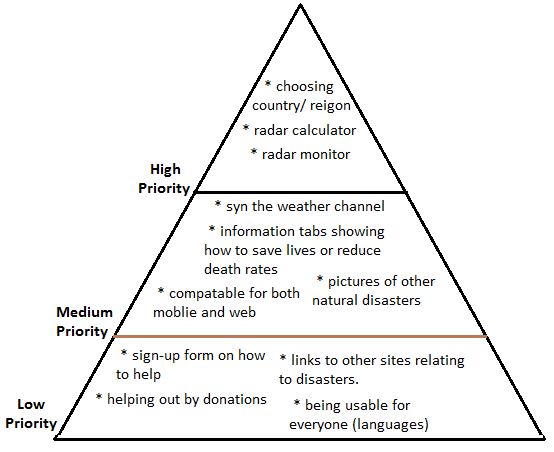 * choosing
country/ reigon
* radar calculator
* radar monitor
High
Priority
* syn the weather channel
* information tabs showing
how to save lives or reduce
death rates
* pictures of other
natural disasters
* compatable for both
moblie and web
Medium
Priority
* sign-up form on how
to help
* links to other sites relating
to disasters.
* helping out by donations
* being usable for
everyone (languages)
Low
Priority